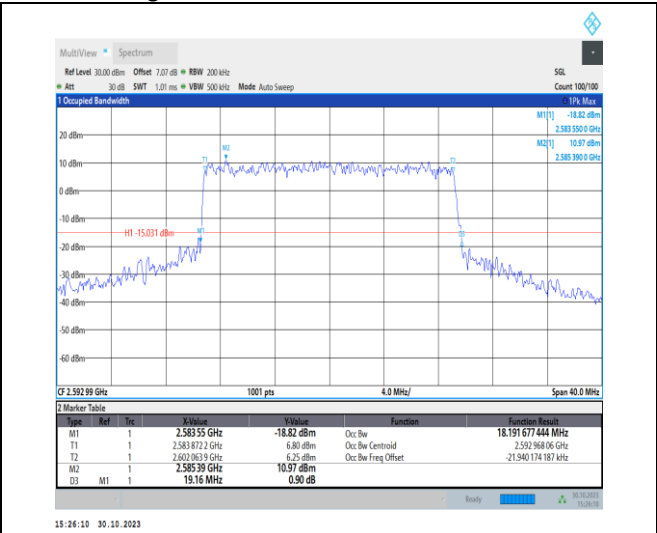 MultiView Spectrum
Ref Level 30.00 dBm Offset 7.07 dB RBW 200 kHz SGL
Att 30 dB SWT 1.01 ms VBW 500 kHz Mode Auto Sweep Count 100/100
1 Occupied Bandwidth 1Pk Max
M1[1] -18.82 dBm
2.583 550 0 GHz
M2[1] 10.97 dBm
2.585 390 0 GHz
20 dBm
M2
T1
T2
10 dBm
0 dBm
-10 dBm
H1 -15.031 dBm
M1
D3
-20 dBm
-30 dBm
-40 dBm
-50 dBm
-60 dBm
CF 2.592 99 GHz 1001 pts 4.0 MHz/ Span 40.0 MHz
2 Marker Table
Type Ref Trc X-Value Y-Value Function Function Result
M1 1 2.583 55 GHz -18.82 dBm Occ Bw 18.191 677 444 MHz
T1 1 2.583 872 2 GHz 6.80 dBm Occ Bw Centroid 2.592 968 06 GHz
T2 1 2.602 063 9 GHz 6.25 dBm Occ Bw Freq Offset -21.940 174 187 kHz
M2 1 2.585 39 GHz 10.97 dBm
D3 M1 1 19.16 MHz 0.90 dB
Ready 30.10.2023
15:26:10
15:26:10 30.10.2023